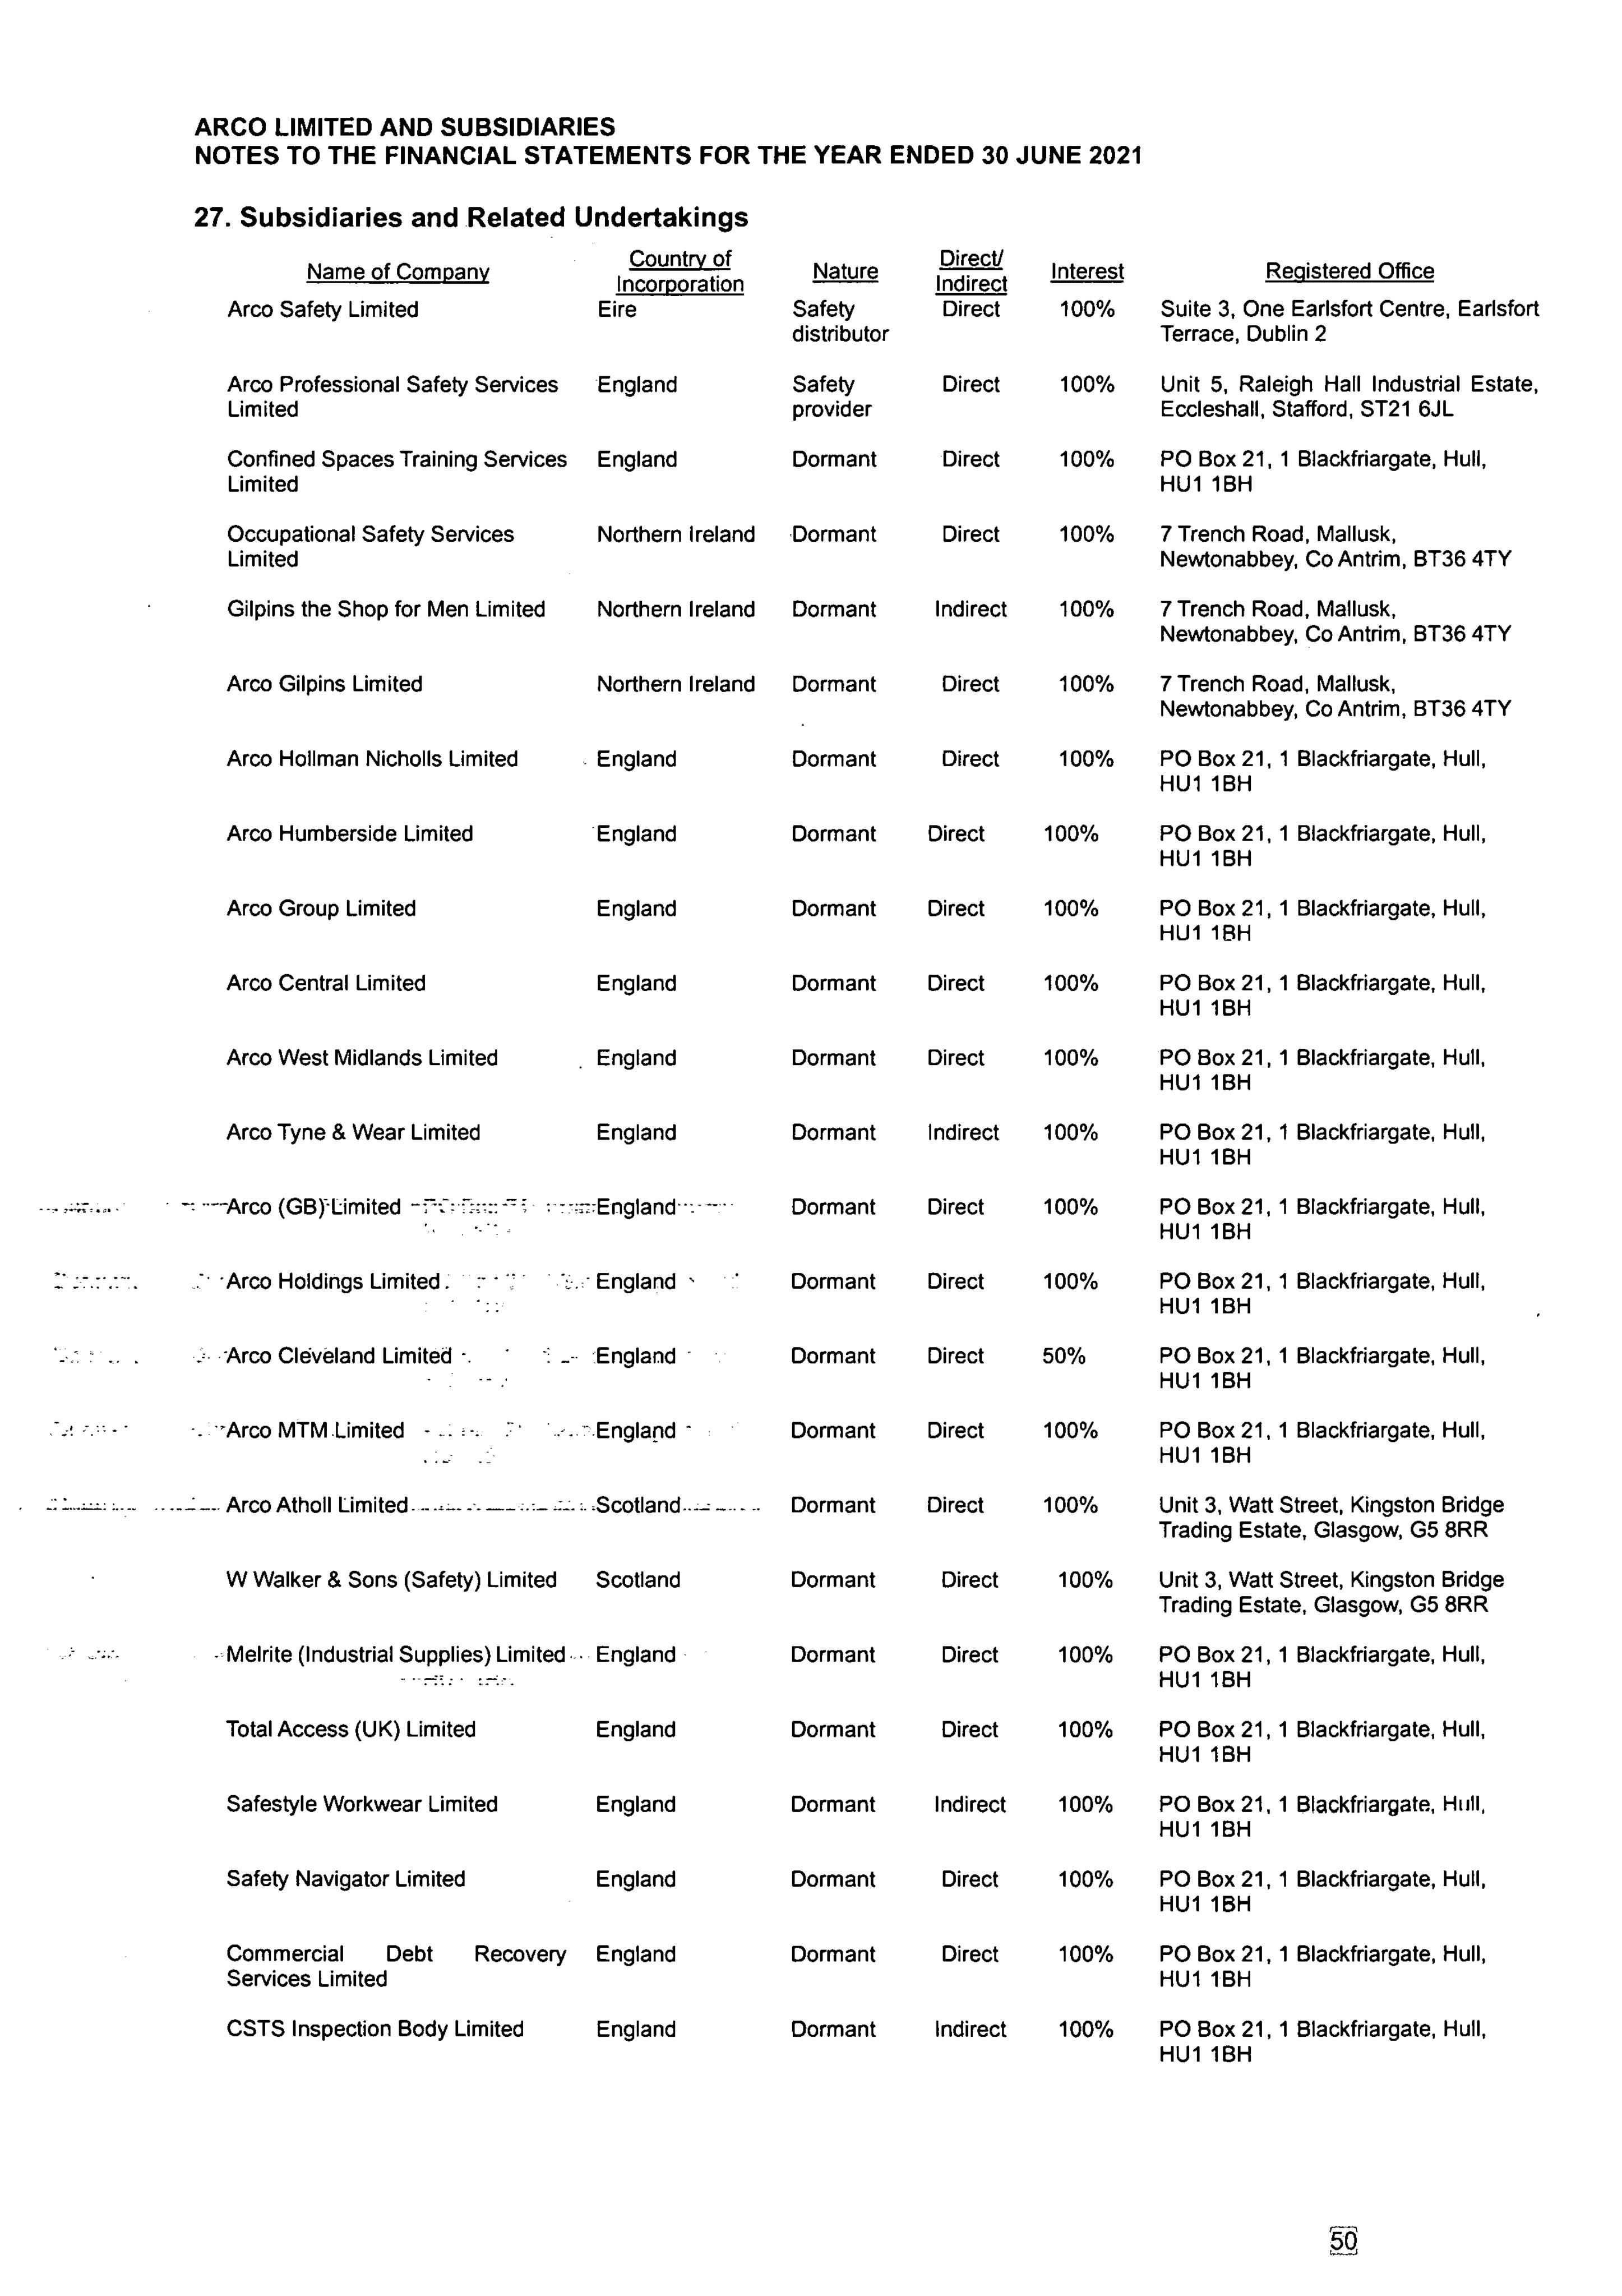 ARCO LIMITED AND SUBSIDIARIES
NOTES TO THE FINANCIAL STATEMENTS FOR THE YEAR ENDED 30 JUNE 2021
27. Subsidiaries and Related Undertakings
Name of Company Country of Incorporation Nature Direct/ Indirect Interest Registered Office
Arco Safety Limited Eire Safety Direct 100% Suite 3, One Earlsfort Centre, Earlsfort
distributor Terrace, Dublin 2
Arco Professional Safety Services England Safety Direct 100% Unit 5, Raleigh Hall Industrial Estate,
Limited provider Eccleshall, Stafford, ST21 6JL
Confined Spaces Training Services England Dormant Direct 100% PO Box 21, 1 Blackfriargate, Hull,
Limited HU1 1BH
Occupational Safety Services Northern Ireland Dormant Direct 100% 7 Trench Road, Mallusk,
Limited Newtonabbey, Co Antrim, BT36 4TY
Gilpins the Shop for Men Limited Northern Ireland Dormant Indirect 100% 7 Trench Road, Mallusk,
Newtonabbey, Co Antrim, BT36 4TY
Arco Gilpins Limited Northern Ireland Dormant Direct 100% 7 Trench Road, Mallusk,
Newtonabbey, Co Antrim, BT36 4TY
Arco Hollman Nicholls Limited England Dormant Direct 100% PO Box 21, 1 Blackfriargate, Hull,
HU1 1BH
Arco Humberside Limited England Dormant Direct 100% PO Box 21, 1 Blackfriargate, Hull,
HU1 1BH
Arco Group Limited England Dormant Direct 100% PO Box 21, 1 Blackfriargate, Hull,
HU1 1BH
Arco Central Limited England Dormant Direct 100% PO Box 21, 1 Blackfriargate, Hull,
HU1 1BH
Arco West Midlands Limited England Dormant Direct 100% PO Box 21, 1 Blackfriargate, Hull,
HU1 1BH
Arco Tyne & Wear Limited England Dormant Indirect 100% PO Box 21, 1 Blackfriargate, Hull,
HU1 1BH
Arco (GB) Limited England Dormant Direct 100% PO Box 21, 1 Blackfriargate, Hull,
HU1 1BH
Arco Holdings Limited England Dormant Direct 100% PO Box 21, 1 Blackfriargate, Hull,
HU1 1BH
Arco Cleveland Limited England Dormant Direct 50% PO Box 21, 1 Blackfriargate, Hull,
HU1 1BH
Arco MTM Limited England Dormant Direct 100% PO Box 21, 1 Blackfriargate, Hull,
HU1 1BH
Arco Atholl Limited Scotland Dormant Direct 100% Unit 3, Watt Street, Kingston Bridge
Trading Estate, Glasgow, G5 8RR
W Walker & Sons (Safety) Limited Scotland Dormant Direct 100% Unit 3, Watt Street, Kingston Bridge
Trading Estate, Glasgow, G5 8RR
Melrite (Industrial Supplies) Limited England Dormant Direct 100% PO Box 21, 1 Blackfriargate, Hull,
HU1 1BH
Total Access (UK) Limited England Dormant Direct 100% PO Box 21, 1 Blackfriargate, Hull,
HU1 1BH
Safestyle Workwear Limited England Dormant Indirect 100% PO Box 21, 1 Blackfriargate, Hull,
HU1 1BH
Safety Navigator Limited England Dormant Direct 100% PO Box 21, 1 Blackfriargate, Hull,
HU1 1BH
Commercial Debt Recovery England Dormant Direct 100% PO Box 21, 1 Blackfriargate, Hull,
Services Limited HU1 1BH
CSTS Inspection Body Limited England Dormant Indirect 100% PO Box 21, 1 Blackfriargate, Hull,
HU1 1BH
50